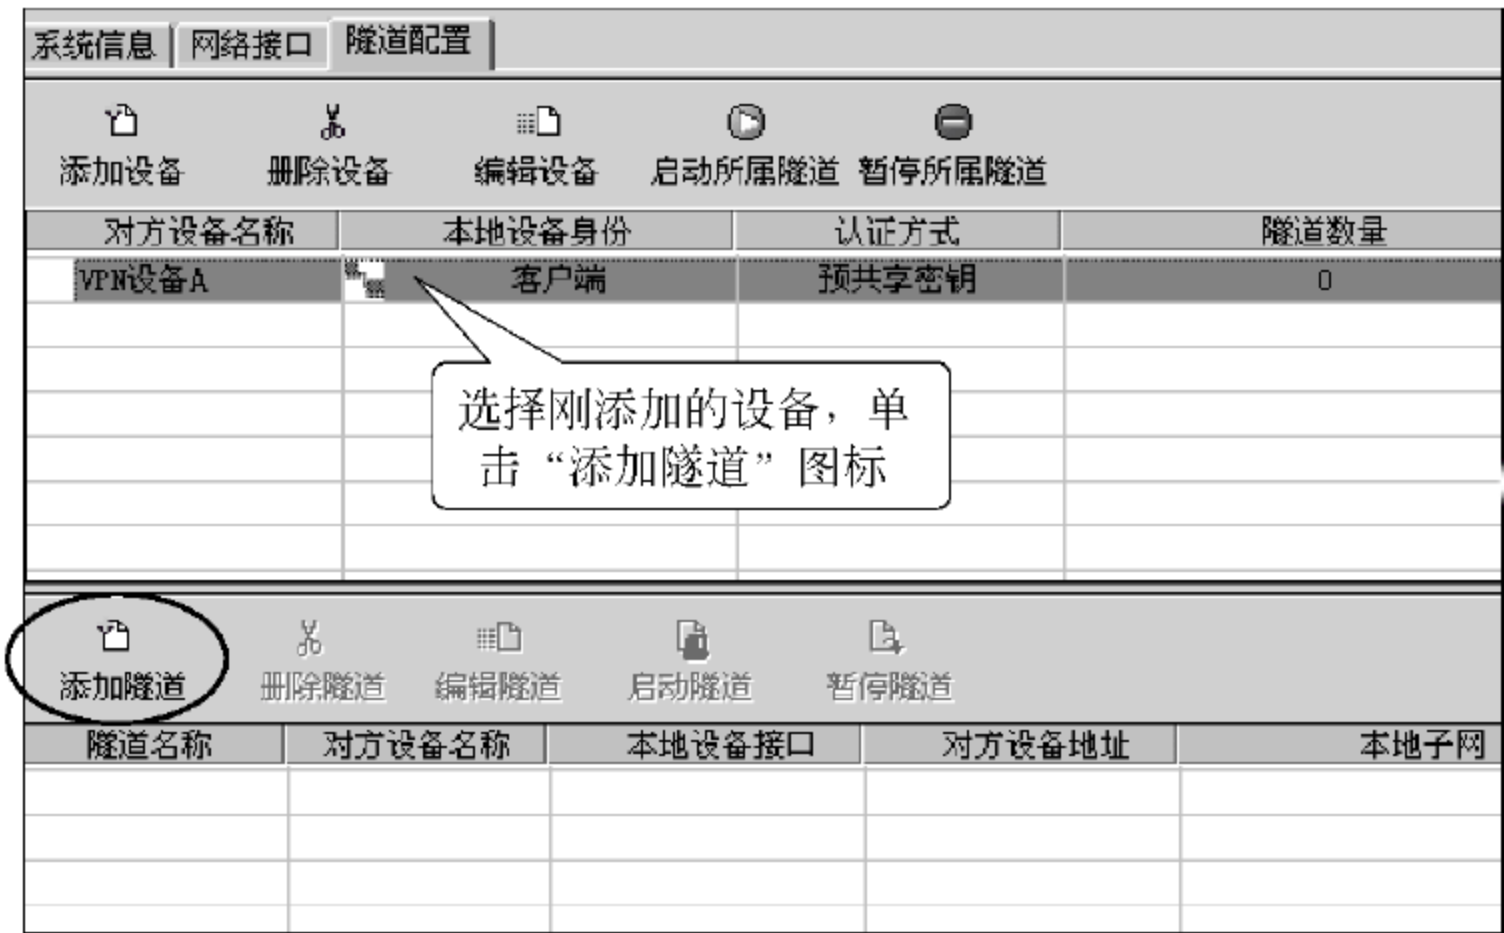 系统信息 网络接口 隧道配置
添加设备 删除设备 编辑设备 启动所属隧道 暂停所属隧道
对方设备名称 本地设备身份 认证方式 隧道数量
VPN设备A 客户端 预共享密钥 0
选择刚添加的设备，单
击“添加隧道”图标
添加隧道 删除隧道 编辑隧道 启动隧道 暂停隧道
隧道名称 对方设备名称 本地设备接口 对方设备地址 本地子网